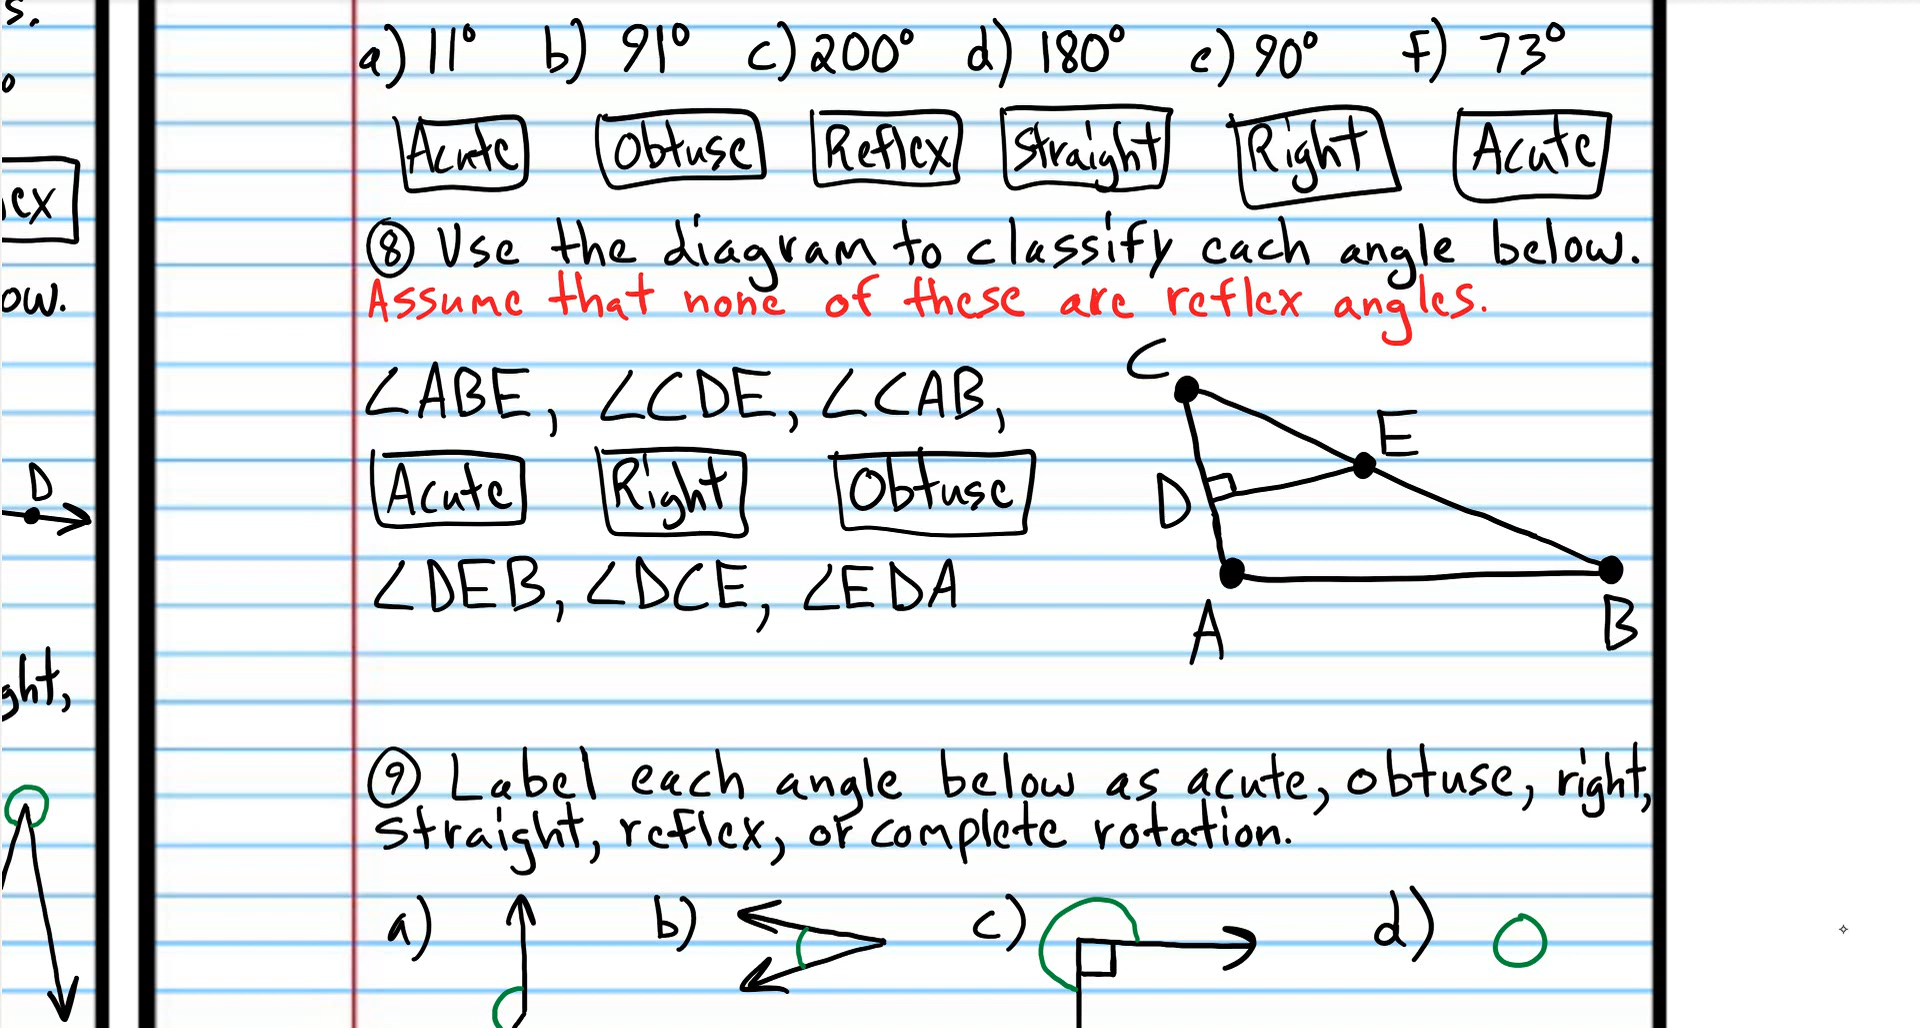 s.
a) 11° b) 91° c) 200° d) 180° e) 90° f) 73°
Acute Obtuse Reflex Straight Right Acute
⑧ Use the diagram to classify each angle below.
Assume that none of these are reflex angles.
ow.
∠ABE, ∠CDE, ∠CAB,
Acute Right Obtuse
∠DEB, ∠DCE, ∠EDA
C
E
D
A
B
D
ght,
⑨ Label each angle below as acute, obtuse, right,
straight, reflex, or complete rotation.
a) b) c) d)